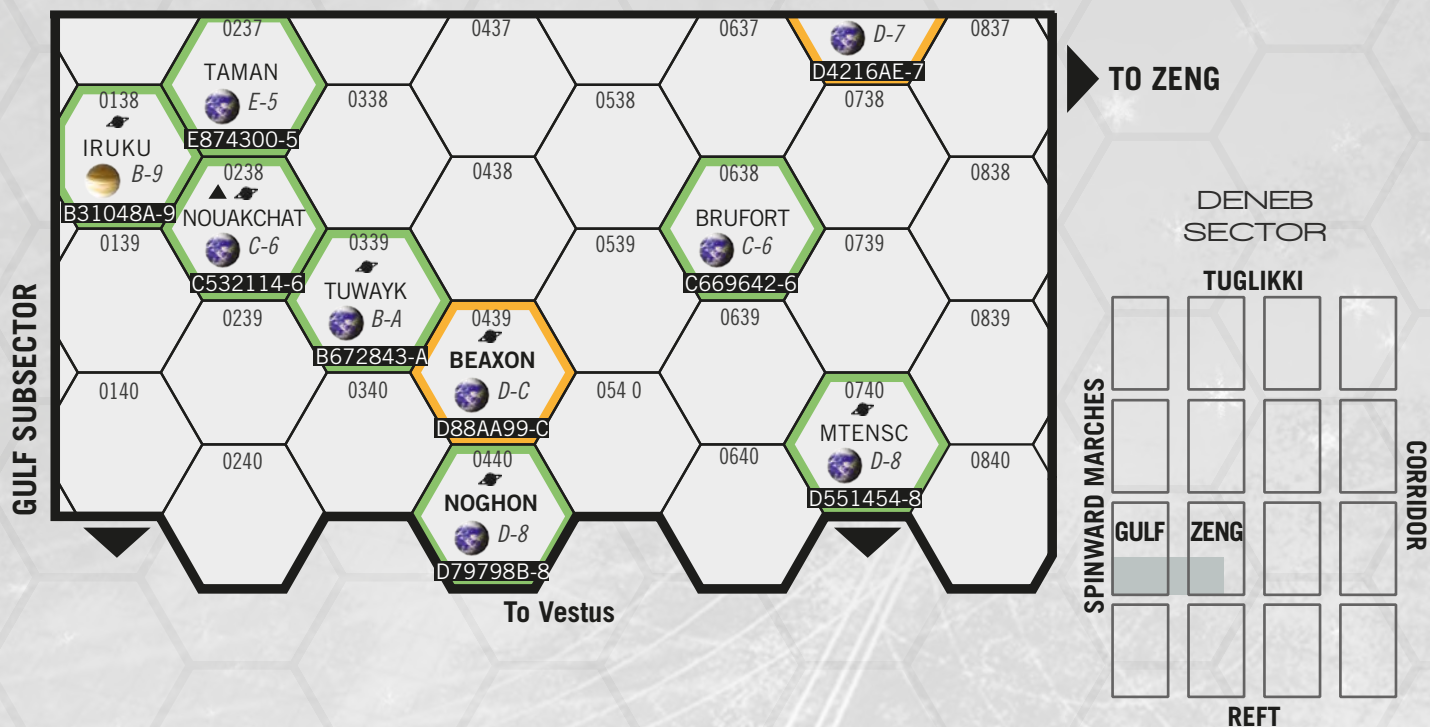 0237
0437
0637
D-7
0837
D4216AE-7
TO ZENG
TAMAN
E-5
E874300-5
0138
IRUKU
B-9
B31048A-9
0338
0538
0738
0238
NOUAKCHAT
C-6
C532114-6
0438
0638
BRUFORT
C-6
C669642-6
0838
0139
0339
TUWAYK
B-A
B672843-A
0539
0739
0239
0439
BEAXON
D-C
D88AA99-C
0639
0839
0140
0340
054 0
0740
MTENSC
D-8
D551454-8
0240
0440
NOGHON
D-8
D79798B-8
0640
0840
GULF SUBSECTOR
To Vestus
DENEB
SECTOR
TUGLIKKI
SPINWARD MARCHES
CORRIDOR
GULF
ZENG
REFT